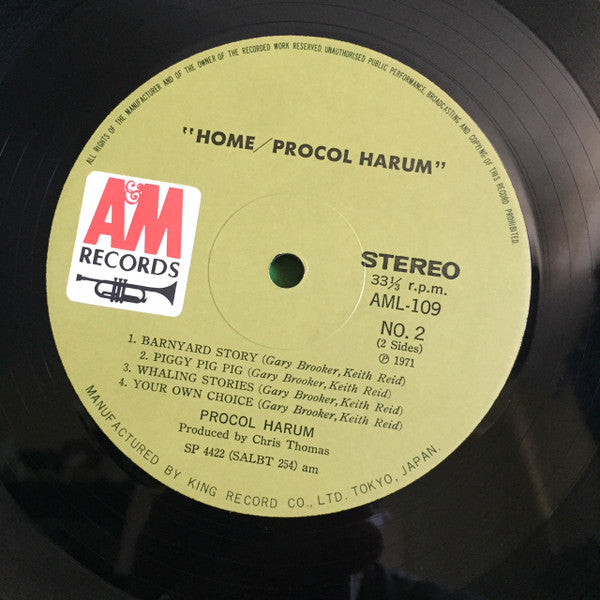 ALL RIGHTS OF THE MANUFACTURER AND OF THE OWNER OF THE RECORDED WORK RESERVED. UNAUTHORISED PUBLIC PERFORMANCE, BROADCASTING AND COPYING OF THIS RECORD PROHIBITED.
"HOME/PROCOL HARUM"
A&M
RECORDS
STEREO
33⅓ r.p.m.
AML-109
NO. 2
(2 Sides)
℗ 1971
1. BARNYARD STORY (Gary Brooker, Keith Reid)
2. PIGGY PIG PIG (Gary Brooker, Keith Reid)
3. WHALING STORIES (Gary Brooker, Keith Reid)
4. YOUR OWN CHOICE (Gary Brooker, Keith Reid)
PROCOL HARUM
Produced by Chris Thomas
SP 4422 (SALBT 254) am
MANUFACTURED BY KING RECORD CO., LTD. TOKYO, JAPAN.